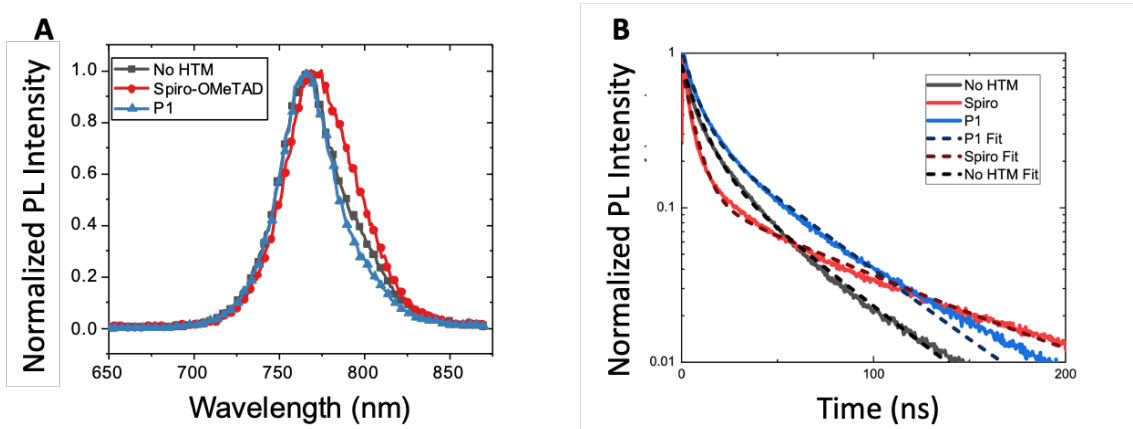 A
Normalized PL Intensity
1.0
0.8
0.6
0.4
0.2
0.0
No HTM
Spiro-OMeTAD
P1
650
700
750
800
850
Wavelength (nm)
B
Normalized PL Intensity
1
0.1
0.01
No HTM
Spiro
P1
P1 Fit
Spiro Fit
No HTM Fit
0
100
200
Time (ns)